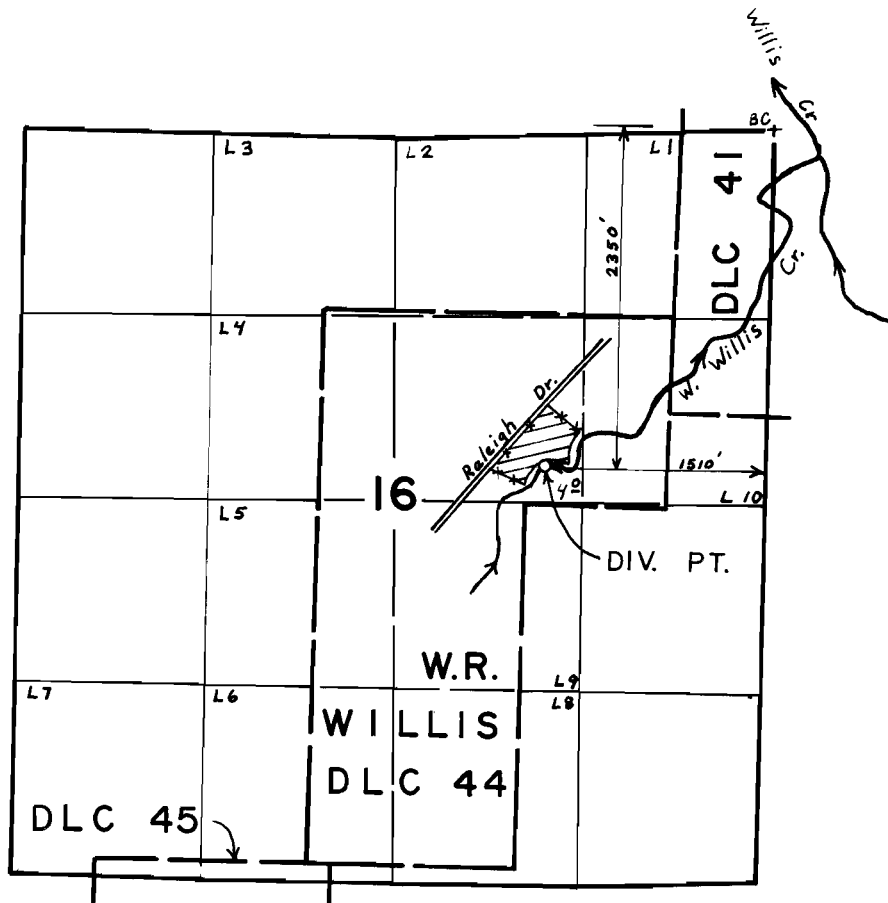 Willis
Cr
BC
L3
L2
L1
DLC 41
2350'
Cr.
L4
W. Willis
Raleigh Dr.
1510'
16
4.0
L10
L5
DIV. PT.
W.R.
L9
L7
L6
L8
WILLIS
DLC 44
DLC 45